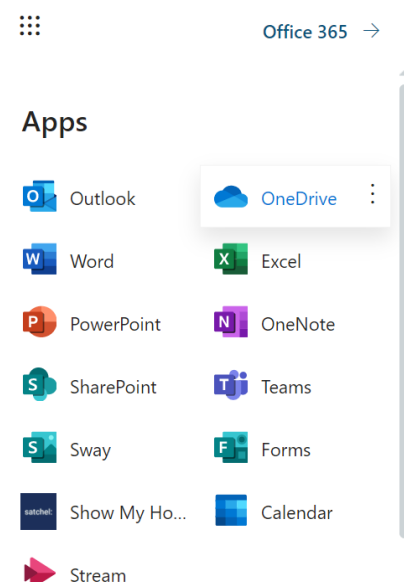 Office 365
Apps
Outlook
OneDrive
Word
Excel
PowerPoint
OneNote
SharePoint
Teams
Sway
Forms
satchel:
Show My Ho...
Calendar
Stream